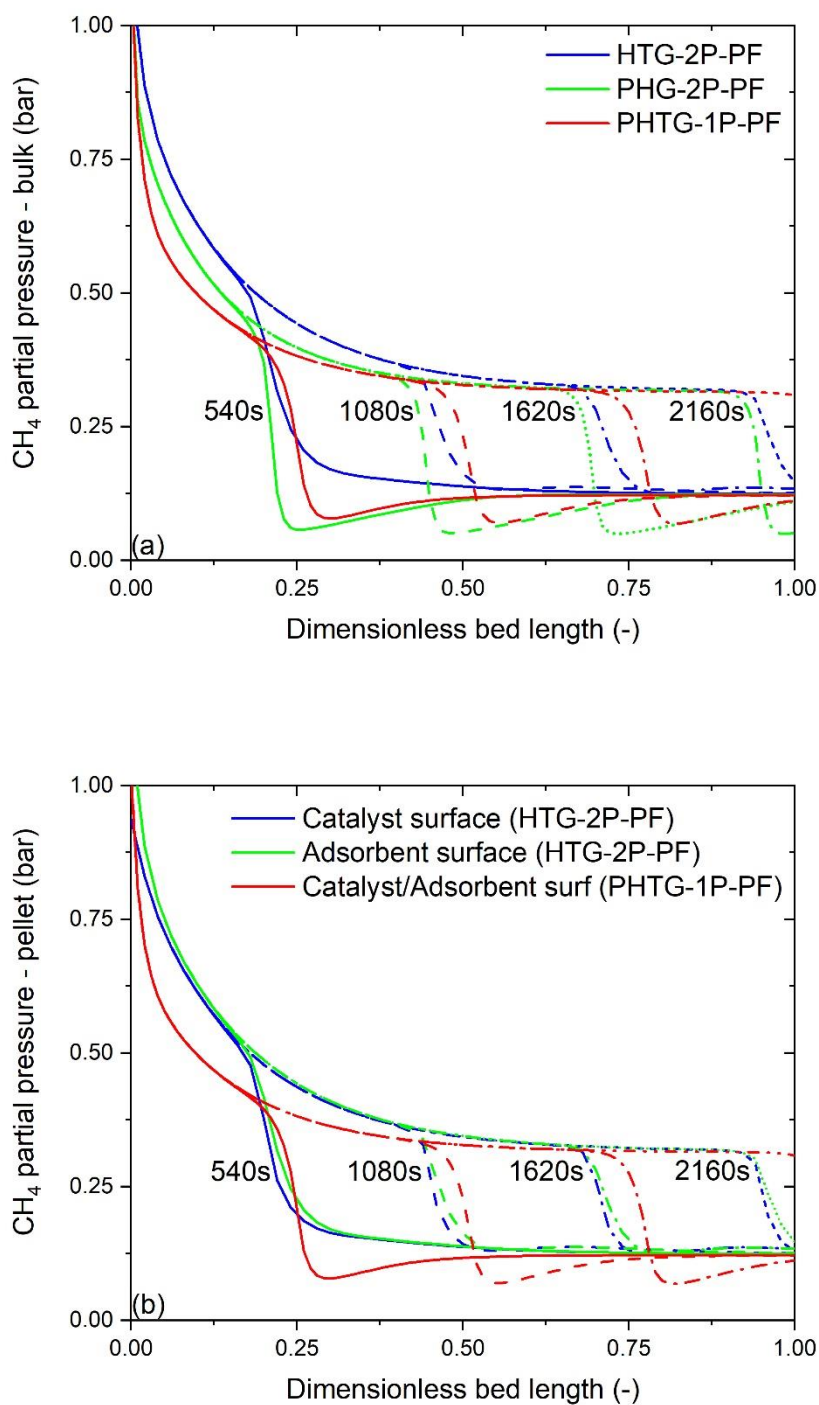 1.00
HTG-2P-PF
PHG-2P-PF
PHTG-1P-PF
0.75
0.50
540s 1080s 1620s 2160s
0.25
0.00
(a)
0.00 0.25 0.50 0.75 1.00
CH₄ partial pressure - bulk (bar)
Dimensionless bed length (-)
1.00
Catalyst surface (HTG-2P-PF)
Adsorbent surface (HTG-2P-PF)
Catalyst/Adsorbent surf (PHTG-1P-PF)
0.75
0.50
540s 1080s 1620s 2160s
0.25
0.00
(b)
0.00 0.25 0.50 0.75 1.00
CH₄ partial pressure - pellet (bar)
Dimensionless bed length (-)